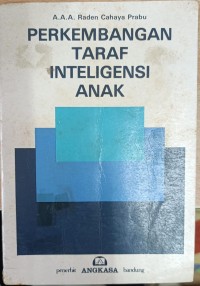 A.A.A. Raden Cahaya Prabu
PERKEMBANGAN
TARAF
INTELIGENSI
ANAK
penerbit ANGKASA bandung